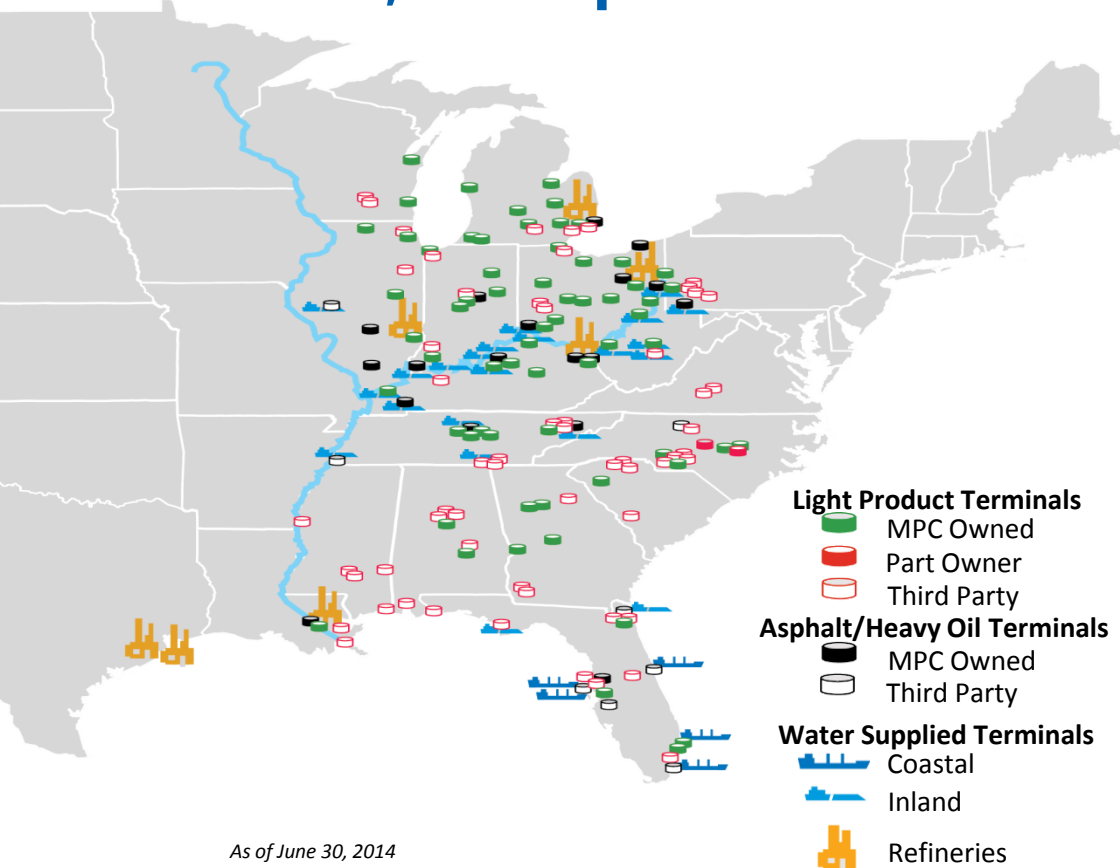 Light Product Terminals
MPC Owned
Part Owner
Third Party
Asphalt/Heavy Oil Terminals
MPC Owned
Third Party
Water Supplied Terminals
Coastal
Inland
Refineries
As of June 30, 2014